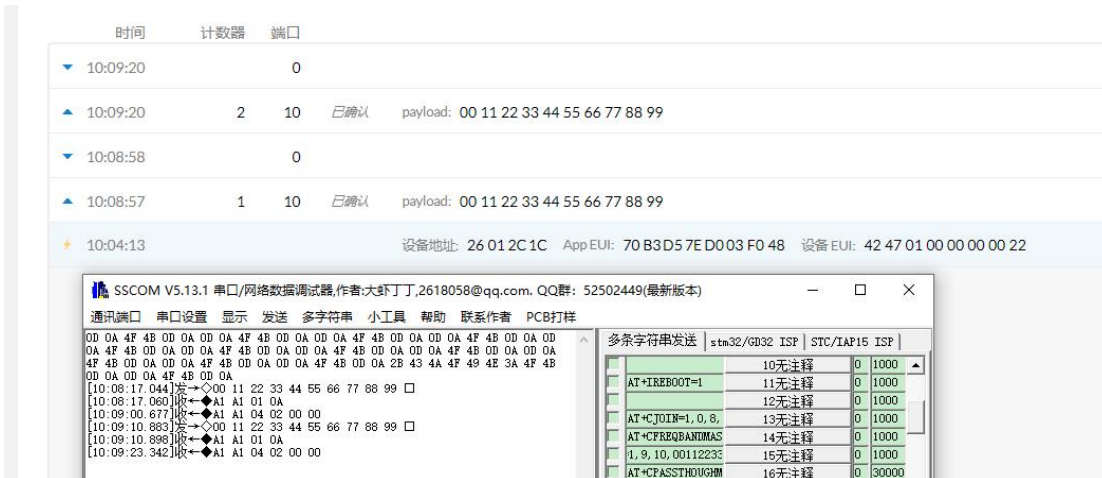 时间 计数器 端口
10:09:20 0
10:09:20 2 10 已确认 payload: 00 11 22 33 44 55 66 77 88 99
10:08:58 0
10:08:57 1 10 已确认 payload: 00 11 22 33 44 55 66 77 88 99
10:04:13 设备地址: 26 01 2C 1C App EUI: 70 B3 D5 7E D0 03 F0 48 设备 EUI: 42 47 01 00 00 00 00 22
SSCOM V5.13.1 串口/网络数据调试器,作者:大虾丁丁,2618058@qq.com. QQ群: 52502449(最新版本)
通讯端口 串口设置 显示 发送 多字符串 小工具 帮助 联系作者 PCB打样
0D 0A 4F 4B 0D 0A 0D 0A 4F 4B 0D 0A 0D 0A 4F 4B 0D 0A 0D 0A 4F 4B 0D 0A 0D
0A 4F 4B 0D 0A 0D 0A 4F 4B 0D 0A 0D 0A 4F 4B 0D 0A 0D 0A 4F 4B 0D 0A 0D 0A
4F 4B 0D 0A 0D 0A 4F 4B 0D 0A 0D 0A 4F 4B 0D 0A 0D 0A 2B 43 4A 4F 49 4E 3A 4F 4B
0D 0A 0D 0A 4F 4B 0D 0A
[10:08:17.044]发→◇00 11 22 33 44 55 66 77 88 99 □
[10:08:17.060]收←◆A1 A1 01 0A
[10:09:00.677]收←◆A1 A1 04 02 00 00
[10:09:10.883]发→◇00 11 22 33 44 55 66 77 88 99 □
[10:09:10.898]收←◆A1 A1 01 0A
[10:09:23.342]收←◆A1 A1 04 02 00 00
多条字符串发送 stm32/GD32 ISP STC/IAP15 ISP
10无注释 0 1000
AT+IREBOOT=1 11无注释 0 1000
12无注释 0 1000
AT+CJOIN=1,0,8, 13无注释 0 1000
AT+CFREQBANDMAS 14无注释 0 1000
1,9,10,00112233 15无注释 0 1000
AT+CPASSTHOUGHM 16无注释 0 30000